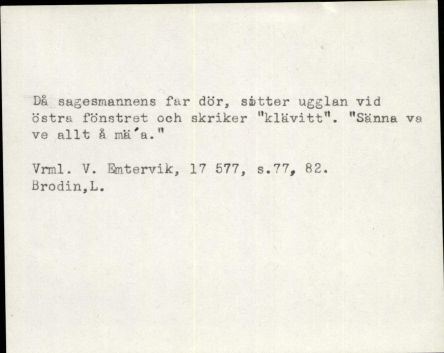 Då sagesmannens far dör, sitter ugglan vid
östra fönstret och skriker "klävitt". "Sänna va
ve allt å mä´a."
Vrml. V. Emtervik, 17 577, s.77, 82.
Brodin,L.